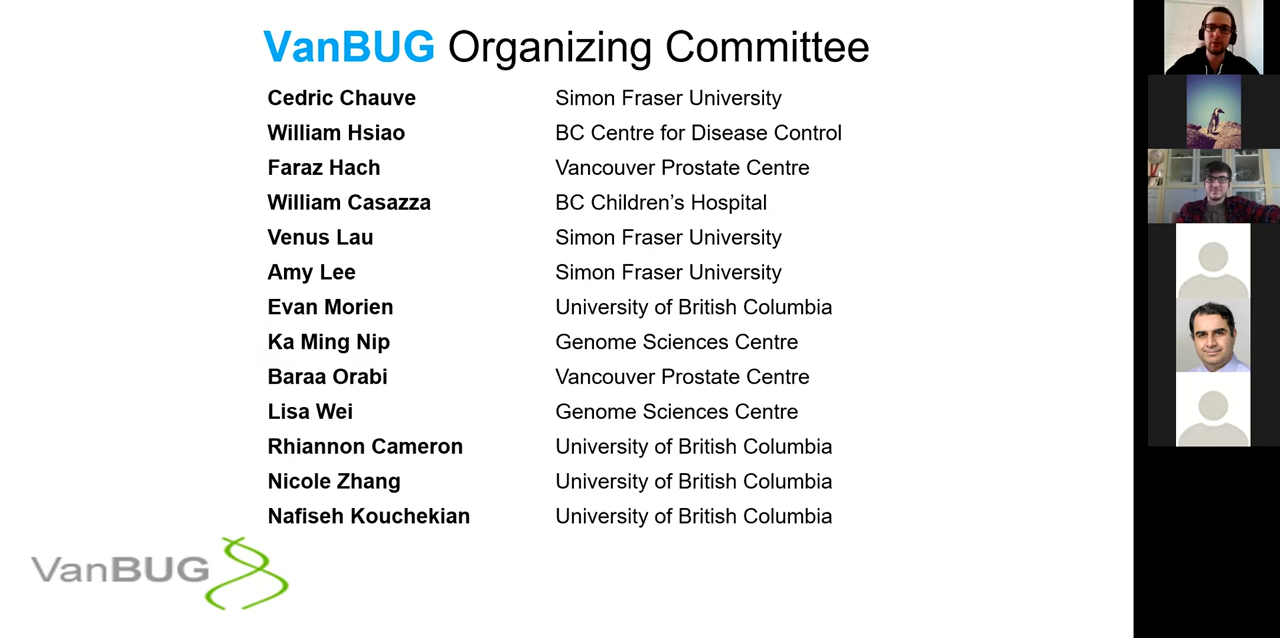 VanBUG Organizing Committee
Cedric Chauve Simon Fraser University
William Hsiao BC Centre for Disease Control
Faraz Hach Vancouver Prostate Centre
William Casazza BC Children’s Hospital
Venus Lau Simon Fraser University
Amy Lee Simon Fraser University
Evan Morien University of British Columbia
Ka Ming Nip Genome Sciences Centre
Baraa Orabi Vancouver Prostate Centre
Lisa Wei Genome Sciences Centre
Rhiannon Cameron University of British Columbia
Nicole Zhang University of British Columbia
Nafiseh Kouchekian University of British Columbia
VanBUG